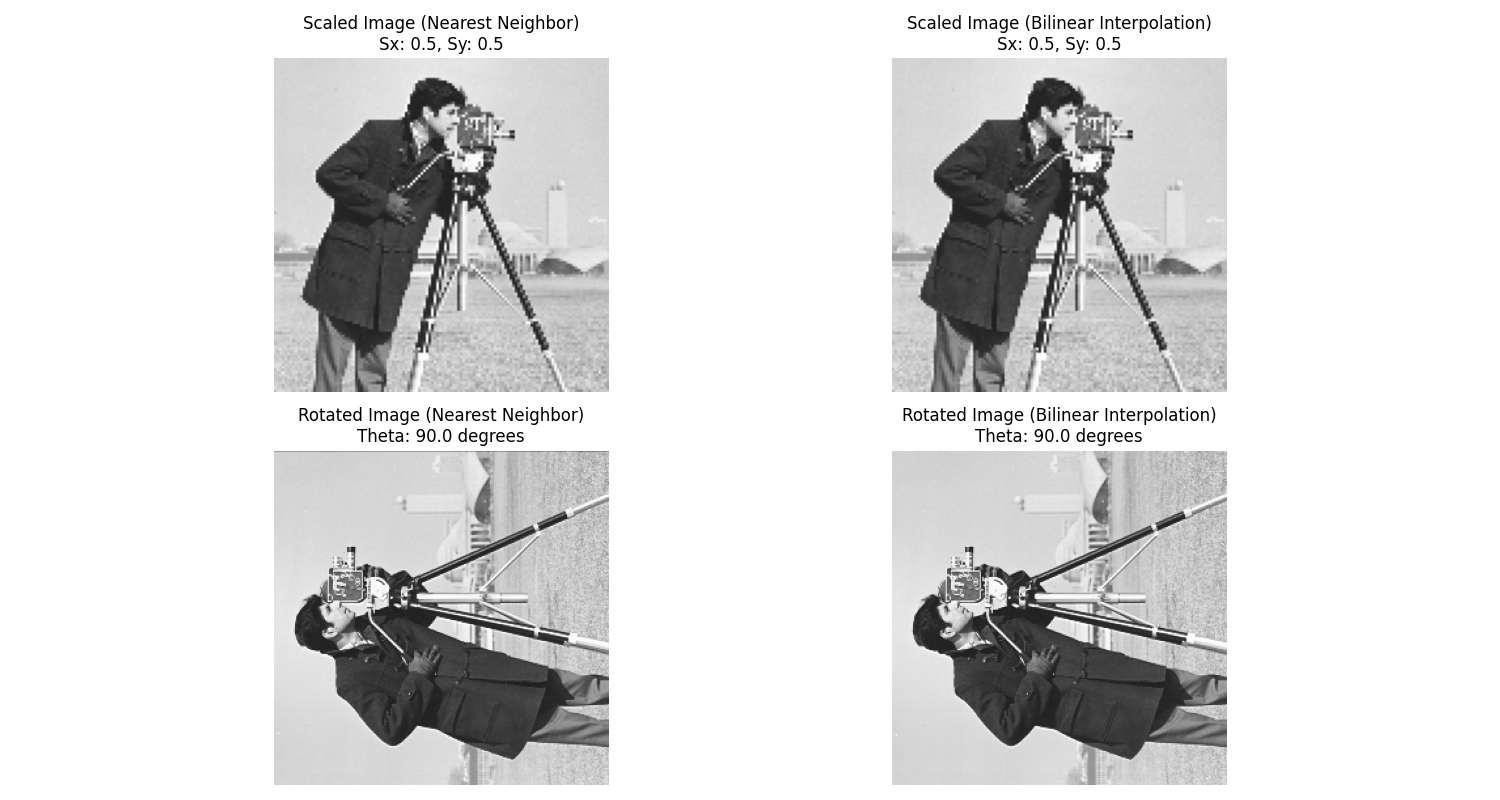 Scaled Image (Nearest Neighbor)
Sx: 0.5, Sy: 0.5
Scaled Image (Bilinear Interpolation)
Sx: 0.5, Sy: 0.5
Rotated Image (Nearest Neighbor)
Theta: 90.0 degrees
Rotated Image (Bilinear Interpolation)
Theta: 90.0 degrees